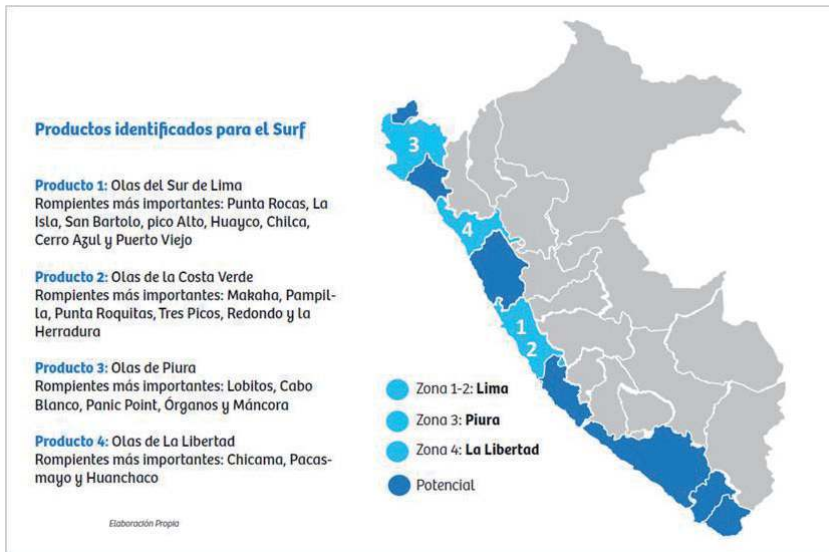 Productos identificados para el Surf
Producto 1: Olas del Sur de Lima
Rompientes más importantes: Punta Rocas, La
Isla, San Bartolo, pico Alto, Huayco, Chilca,
Cerro Azul y Puerto Viejo
Producto 2: Olas de la Costa Verde
Rompientes más importantes: Makaha, Pampil-
la, Punta Roquitas, Tres Picos, Redondo y la
Herradura
Producto 3: Olas de Piura
Rompientes más importantes: Lobitos, Cabo
Blanco, Panic Point, Órganos y Máncora
Producto 4: Olas de La Libertad
Rompientes más importantes: Chicama, Pacas-
mayo y Huanchaco
Elaboración Propia
3
4
1
2
Zona 1-2: Lima
Zona 3: Piura
Zona 4: La Libertad
Potencial